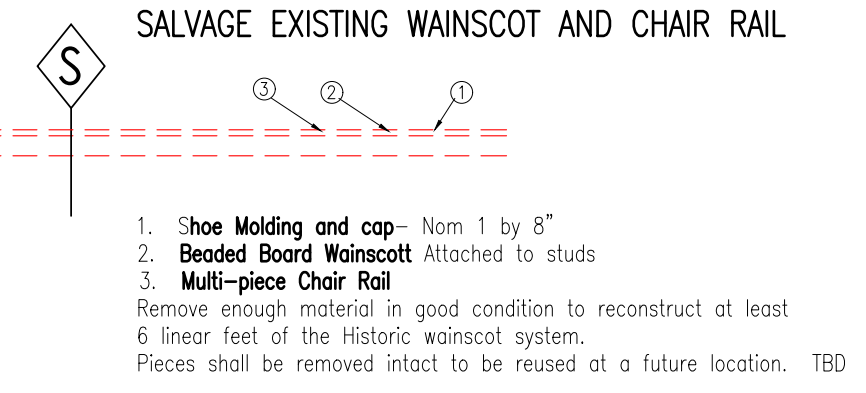 SALVAGE EXISTING WAINSCOT AND CHAIR RAIL
S
3 2 1
1. Shoe Molding and cap– Nom 1 by 8”
2. Beaded Board Wainscott Attached to studs
3. Multi–piece Chair Rail
Remove enough material in good condition to reconstruct at least
6 linear feet of the Historic wainscot system.
Pieces shall be removed intact to be reused at a future location. TBD